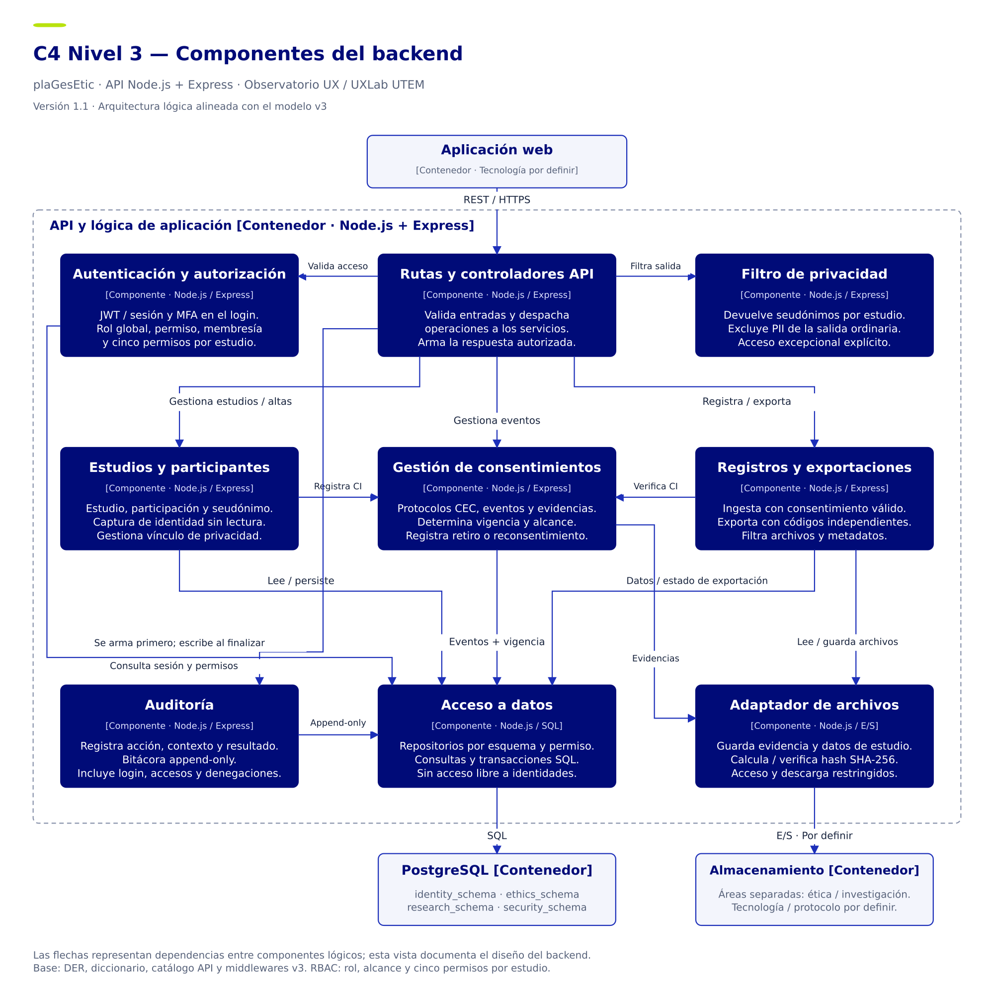 C4 Nivel 3 — Componentes del backend
plaGesEtic · API Node.js + Express · Observatorio UX / UXLab UTEM
Versión 1.1 · Arquitectura lógica alineada con el modelo v3
Aplicación web
[Contenedor · Tecnología por definir]
REST / HTTPS
API y lógica de aplicación [Contenedor · Node.js + Express]
Autenticación y autorización
[Componente · Node.js / Express]
JWT / sesión y MFA en el login.
Rol global, permiso, membresía
y cinco permisos por estudio.
Valida acceso
Rutas y controladores API
[Componente · Node.js / Express]
Valida entradas y despacha
operaciones a los servicios.
Arma la respuesta autorizada.
Filtra salida
Filtro de privacidad
[Componente · Node.js / Express]
Devuelve seudónimos por estudio.
Excluye PII de la salida ordinaria.
Acceso excepcional explícito.
Gestiona estudios / altas
Gestiona eventos
Registra / exporta
Estudios y participantes
[Componente · Node.js / Express]
Estudio, participación y seudónimo.
Captura de identidad sin lectura.
Gestiona vínculo de privacidad.
Registra CI
Gestión de consentimientos
[Componente · Node.js / Express]
Protocolos CEC, eventos y evidencias.
Determina vigencia y alcance.
Registra retiro o reconsentimiento.
Verifica CI
Registros y exportaciones
[Componente · Node.js / Express]
Ingesta con consentimiento válido.
Exporta con códigos independientes.
Filtra archivos y metadatos.
Lee / persiste
Datos / estado de exportación
Se arma primero; escribe al finalizar
Eventos + vigencia
Lee / guarda archivos
Evidencias
Consulta sesión y permisos
Auditoría
[Componente · Node.js / Express]
Registra acción, contexto y resultado.
Bitácora append-only.
Incluye login, accesos y denegaciones.
Append-only
Acceso a datos
[Componente · Node.js / SQL]
Repositorios por esquema y permiso.
Consultas y transacciones SQL.
Sin acceso libre a identidades.
Adaptador de archivos
[Componente · Node.js / E/S]
Guarda evidencia y datos de estudio.
Calcula / verifica hash SHA-256.
Acceso y descarga restringidos.
SQL
E/S · Por definir
PostgreSQL [Contenedor]
identity_schema · ethics_schema
research_schema · security_schema
Almacenamiento [Contenedor]
Áreas separadas: ética / investigación.
Tecnología / protocolo por definir.
Las flechas representan dependencias entre componentes lógicos; esta vista documenta el diseño del backend.
Base: DER, diccionario, catálogo API y middlewares v3. RBAC: rol, alcance y cinco permisos por estudio.